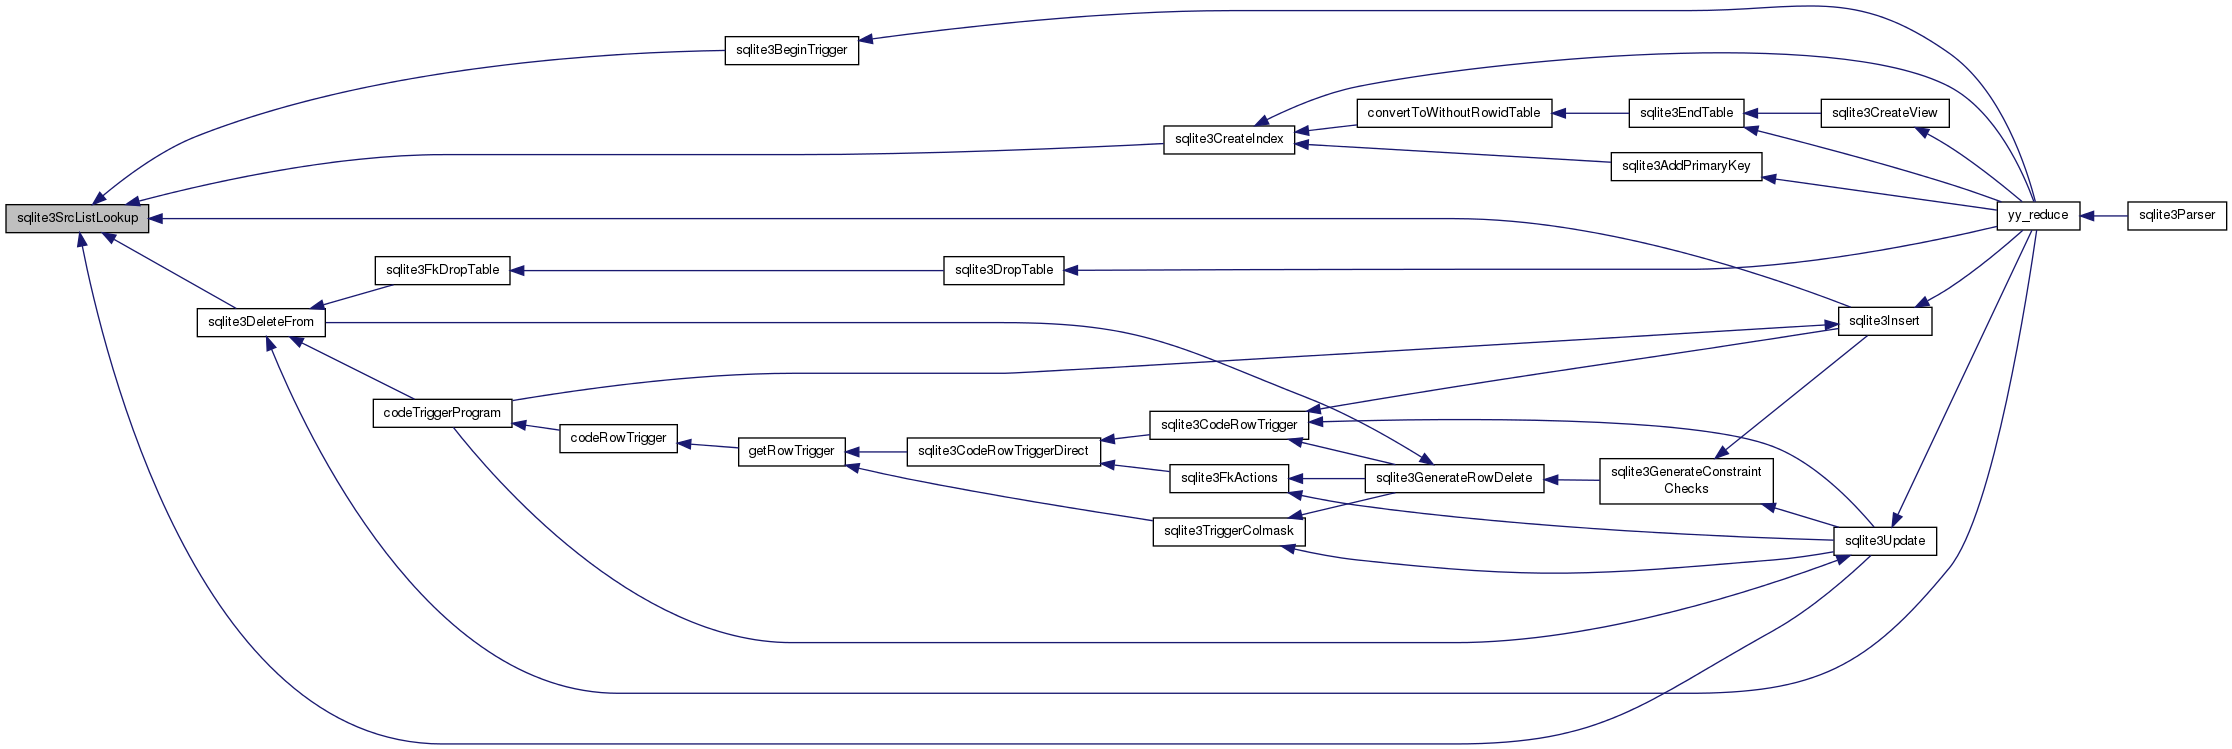 sqlite3BeginTrigger
convertToWithoutRowidTable
sqlite3EndTable
sqlite3CreateView
sqlite3CreateIndex
sqlite3AddPrimaryKey
sqlite3SrcListLookup
yy_reduce
sqlite3Parser
sqlite3FkDropTable
sqlite3DropTable
sqlite3DeleteFrom
sqlite3Insert
codeTriggerProgram
sqlite3CodeRowTrigger
codeRowTrigger
getRowTrigger
sqlite3CodeRowTriggerDirect
sqlite3FkActions
sqlite3GenerateRowDelete
sqlite3GenerateConstraint
Checks
sqlite3TriggerColmask
sqlite3Update